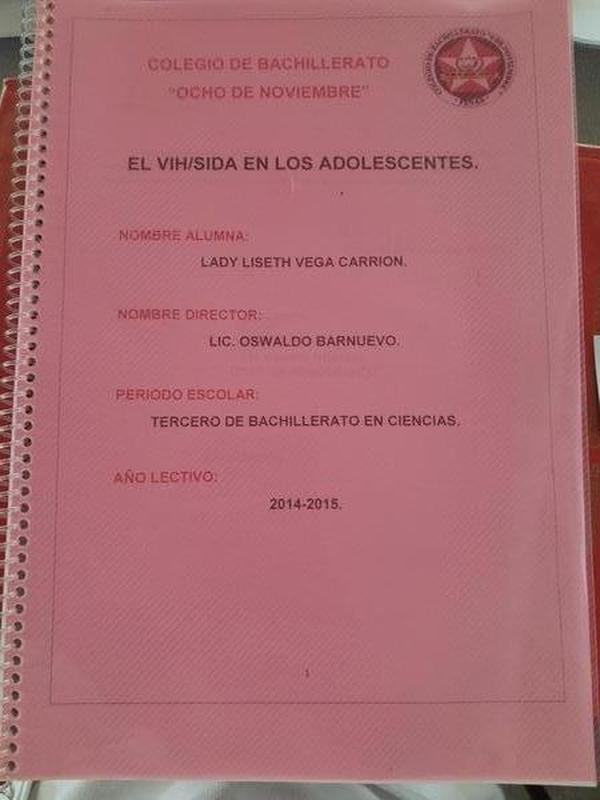 COLEGIO DE BACHILLERATO
"OCHO DE NOVIEMBRE"
EL VIH/SIDA EN LOS ADOLESCENTES.
NOMBRE ALUMNA:
LADY LISETH VEGA CARRION.
NOMBRE DIRECTOR:
LIC. OSWALDO BARNUEVO.
PERIODO ESCOLAR:
TERCERO DE BACHILLERATO EN CIENCIAS.
AÑO LECTIVO:
2014-2015.
1